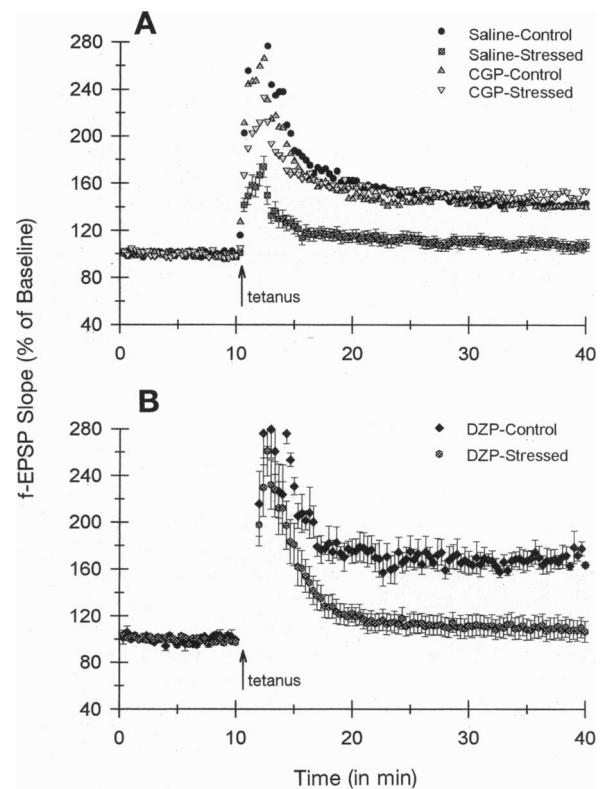 A
Saline-Control
Saline-Stressed
CGP-Control
CGP-Stressed
280
240
200
160
120
80
40
tetanus
0 10 20 30 40
f-EPSP Slope (% of Baseline)
B
DZP-Control
DZP-Stressed
280
240
200
160
120
80
40
tetanus
0 10 20 30 40
Time (in min)